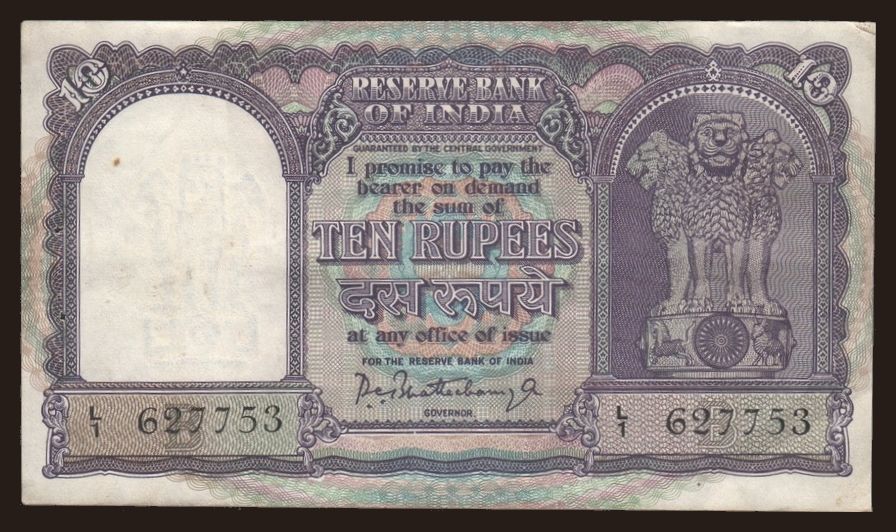 10
10
RESERVE BANK
OF INDIA
GUARANTEED BY THE CENTRAL GOVERNMENT
I promise to pay the
bearer on demand
the sum of
TEN RUPEES
दस रुपये
at any office of issue
FOR THE RESERVE BANK OF INDIA
P.C. Bhattacharyya
GOVERNOR
L/1 627753
L/1 627753
B
B